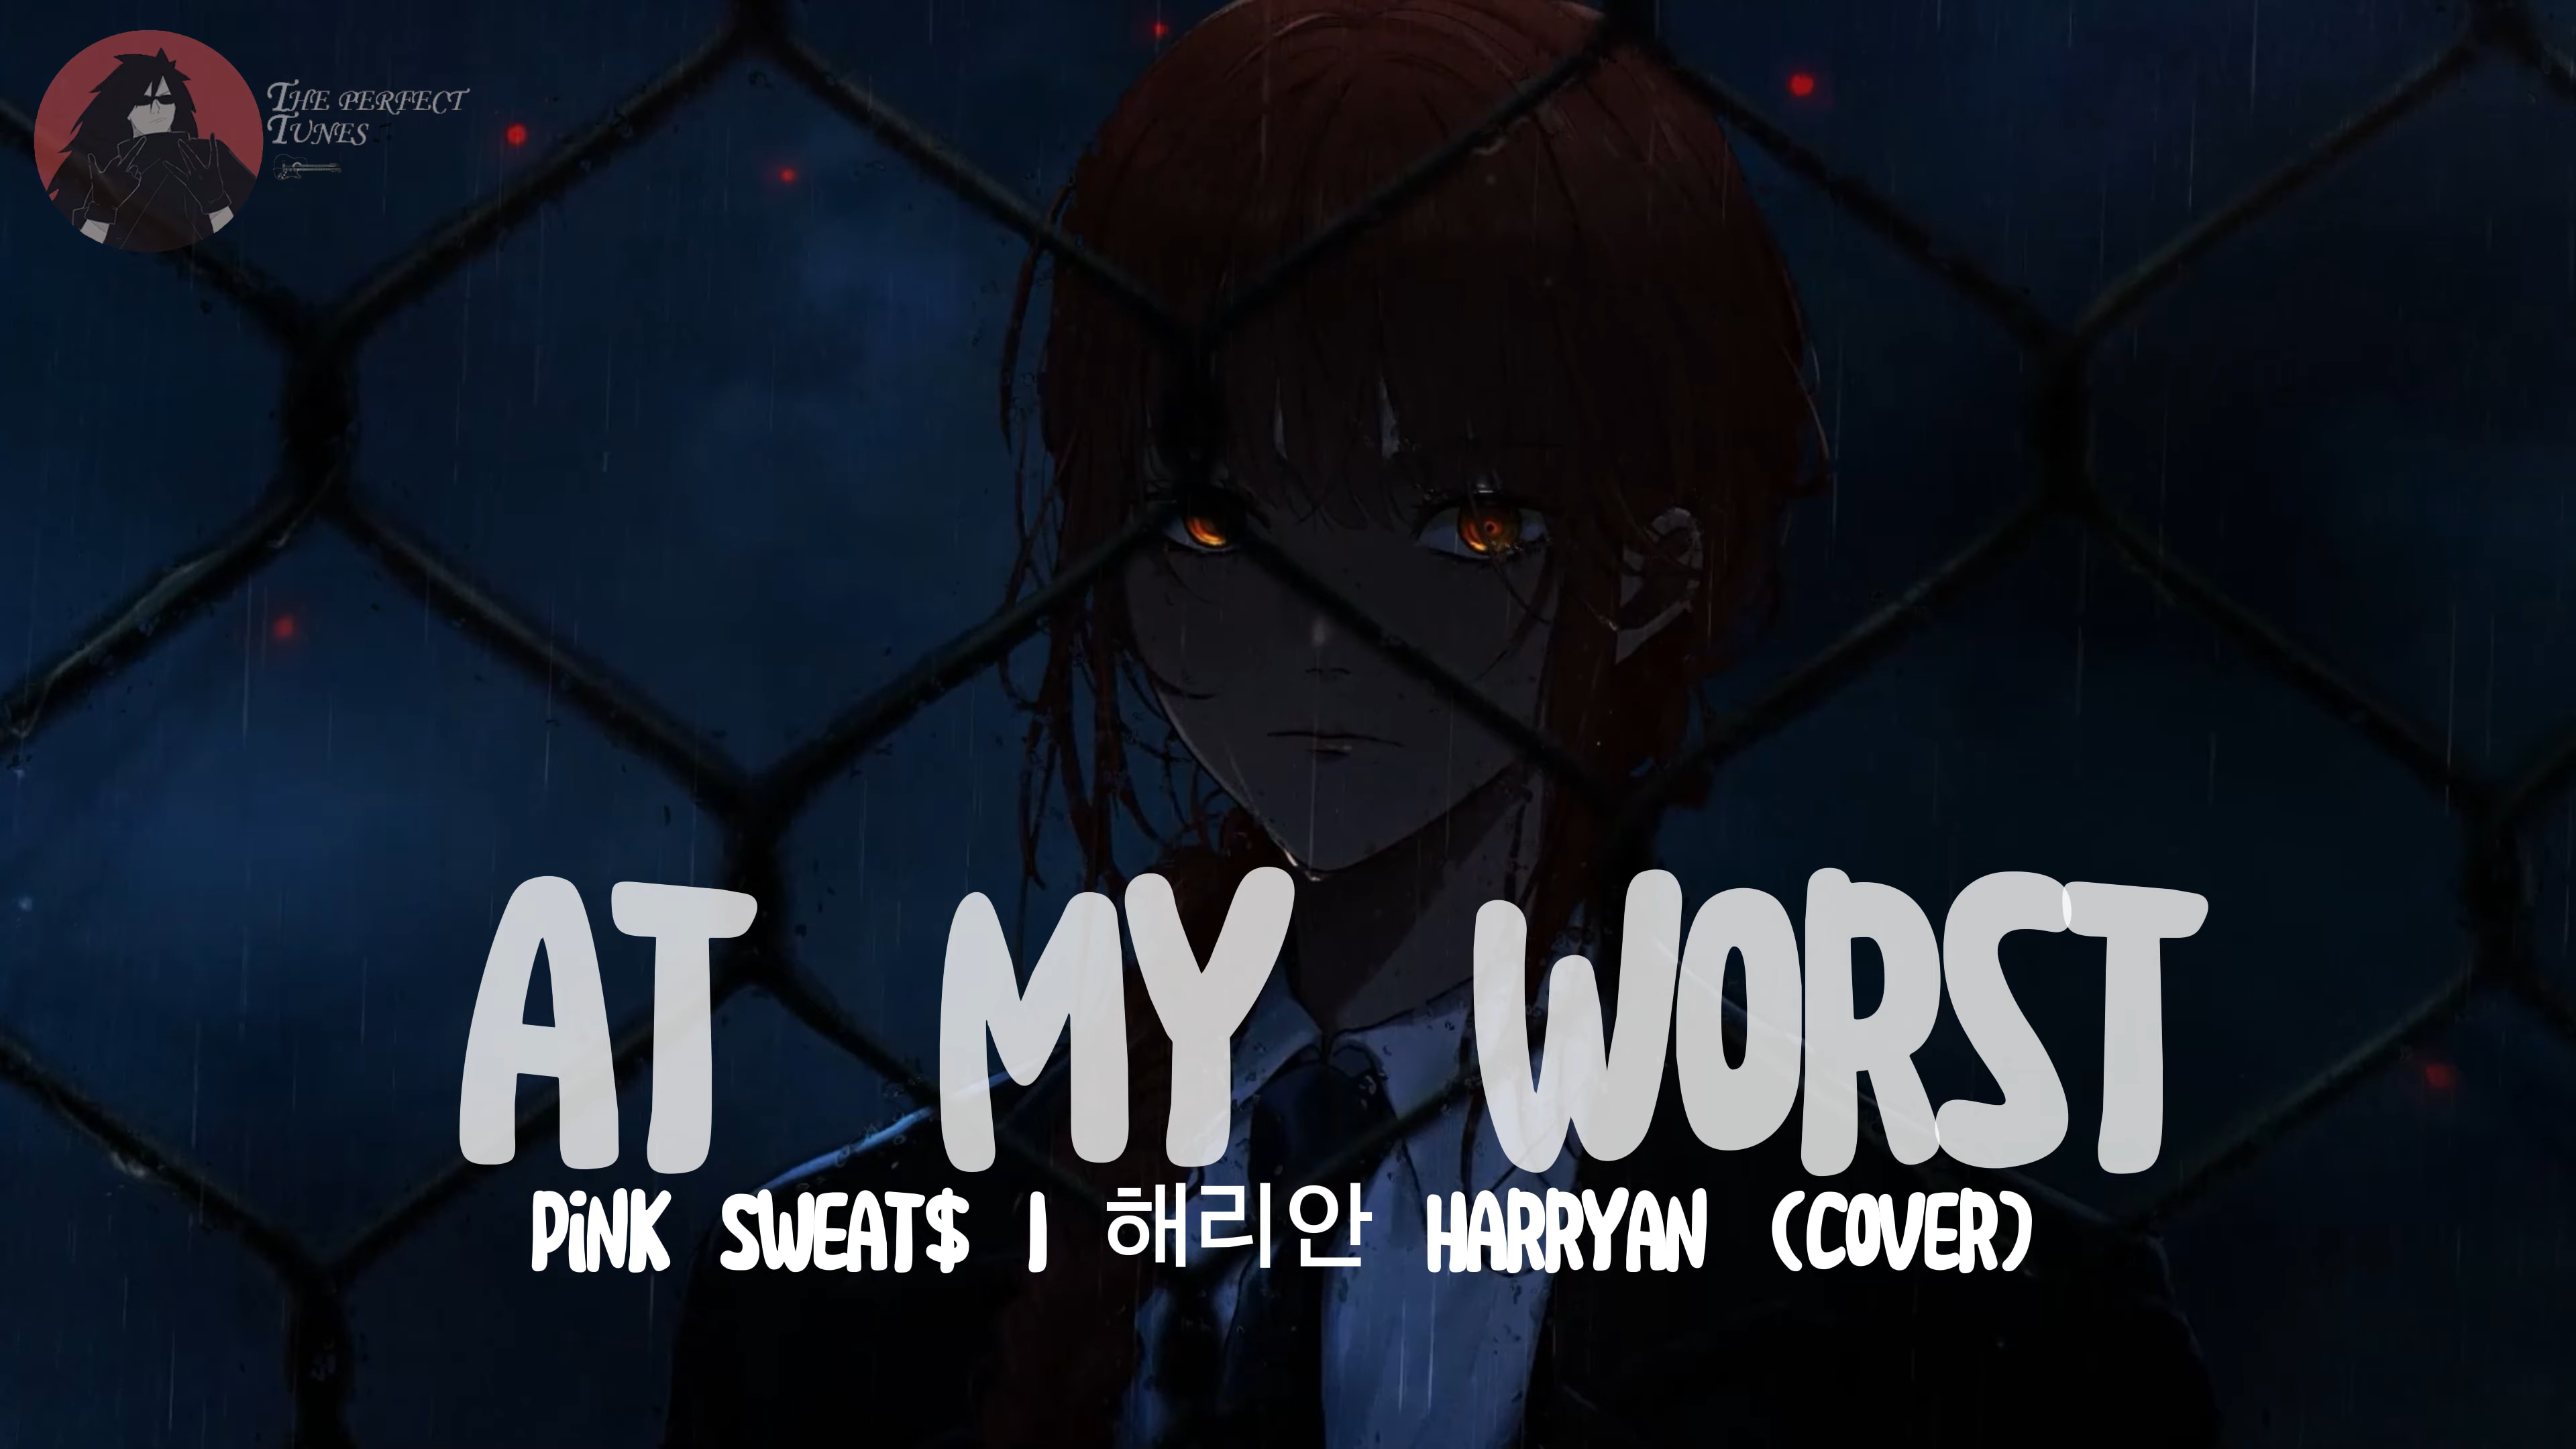 THE PERFECT
TUNES
AT MY WORST
PiNK SWEAT$ | 해리안 HARRYAN (COVER)